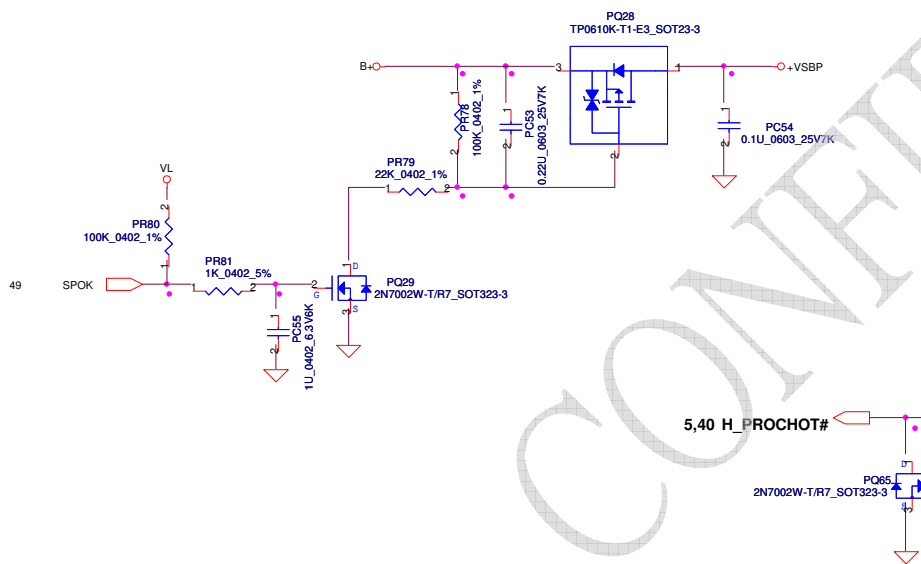 PQ28
TP0610K-T1-E3_SOT23-3
B+
3
1
+VSBP
1
PR78
100K_0402_1%
2
1
PC53
0.22U_0603_25V7K
2
2
1
PC54
0.1U_0603_25V7K
2
PR79
22K_0402_1%
1
2
VL
2
PR80
100K_0402_1%
1
49
SPOK
PR81
1K_0402_5%
1
2
1
D
2
G
S
3
PQ29
2N7002W-T/R7_SOT323-3
1
PC55
1U_0402_6.3V6K
2
5,40 H_PROCHOT#
D
PQ65
2N7002W-T/R7_SOT323-3
S
3
CONFI